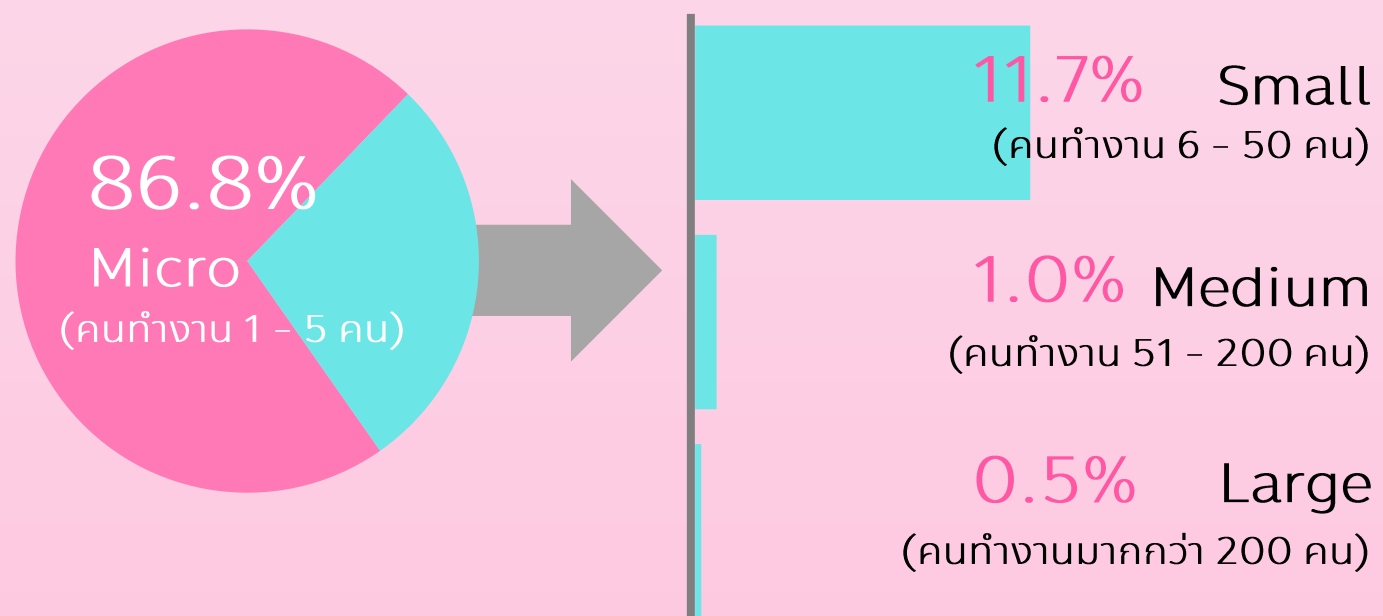 86.8%
Micro
(คนทำงาน 1 – 5 คน)
11.7% Small
(คนทำงาน 6 – 50 คน)
1.0% Medium
(คนทำงาน 51 – 200 คน)
0.5% Large
(คนทำงานมากกว่า 200 คน)